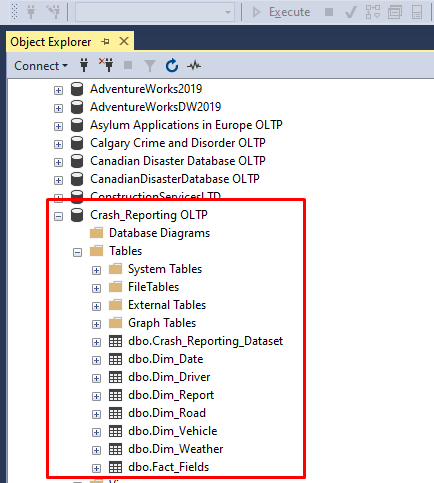 Execute
Object Explorer
Connect
AdventureWorks2019
AdventureWorksDW2019
Asylum Applications in Europe OLTP
Calgary Crime and Disorder OLTP
Canadian Disaster Database OLTP
CanadianDisasterDatabase OLTP
ConstructionServicesLTD
Crash_Reporting OLTP
Database Diagrams
Tables
System Tables
FileTables
External Tables
Graph Tables
dbo.Crash_Reporting_Dataset
dbo.Dim_Date
dbo.Dim_Driver
dbo.Dim_Report
dbo.Dim_Road
dbo.Dim_Vehicle
dbo.Dim_Weather
dbo.Fact_Fields